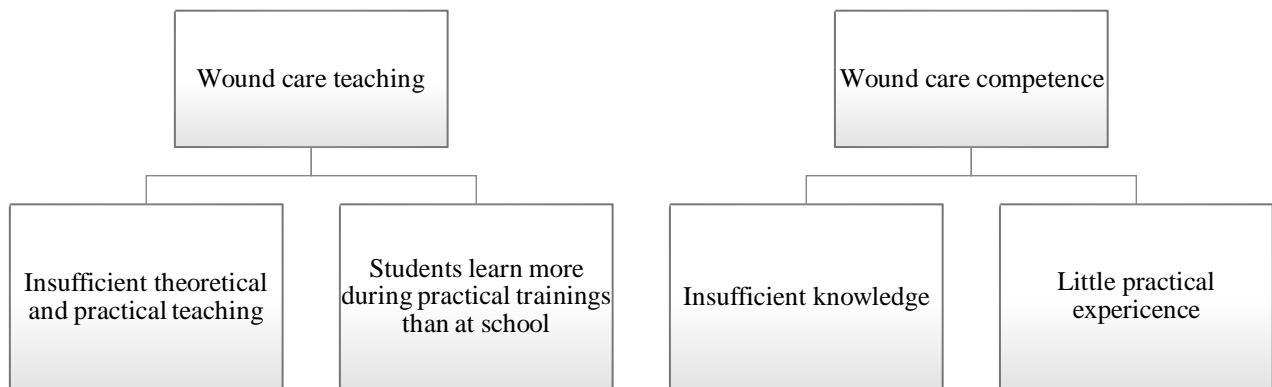 Wound care teaching
Wound care competence
Insufficient theoretical
and practical teaching
Students learn more
during practical trainings
than at school
Insufficient knowledge
Little practical
expericence